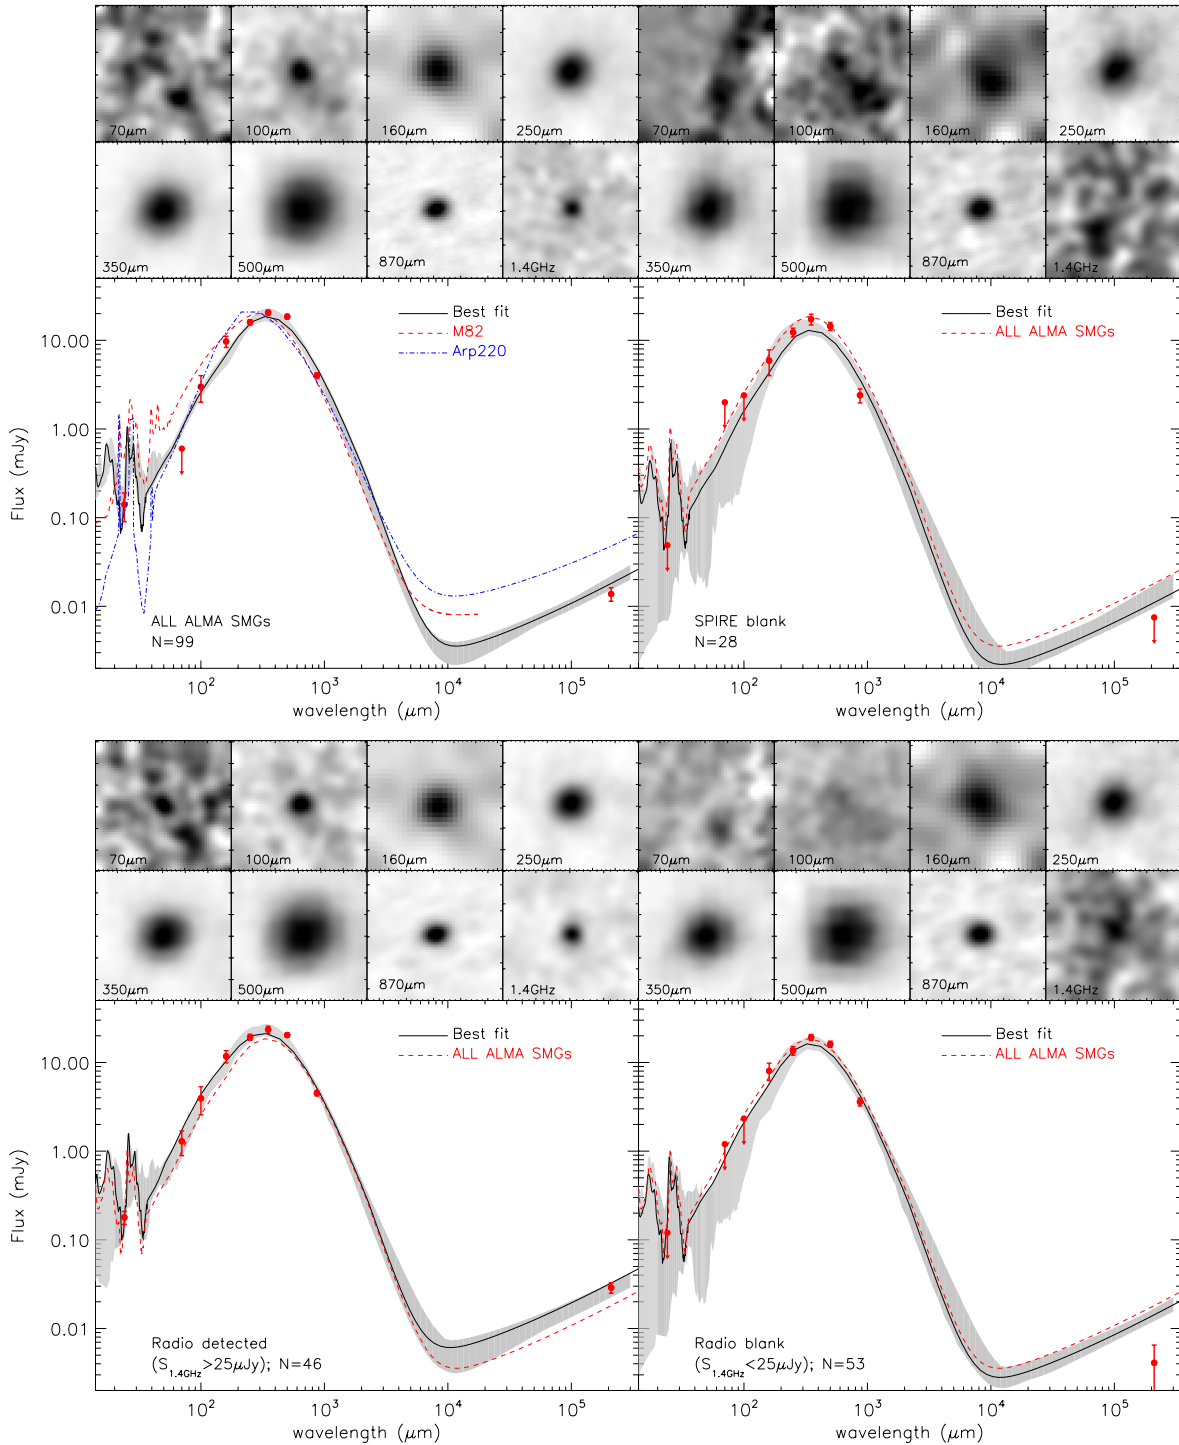 70μm 100μm 160μm 250μm 70μm 100μm 160μm 250μm
350μm 500μm 870μm 1.4GHz 350μm 500μm 870μm 1.4GHz
Flux (mJy)
10.00
1.00
0.10
0.01
Best fit
M82
Arp220
ALL ALMA SMGs
N=99
10² 10³ 10⁴ 10⁵
wavelength (μm)
Best fit
ALL ALMA SMGs
SPIRE blank
N=28
10² 10³ 10⁴ 10⁵
wavelength (μm)
70μm 100μm 160μm 250μm 70μm 100μm 160μm 250μm
350μm 500μm 870μm 1.4GHz 350μm 500μm 870μm 1.4GHz
Flux (mJy)
10.00
1.00
0.10
0.01
Best fit
ALL ALMA SMGs
Radio detected
(S₁.₄GHz>25μJy); N=46
10² 10³ 10⁴ 10⁵
wavelength (μm)
Best fit
ALL ALMA SMGs
Radio blank
(S₁.₄GHz<25μJy); N=53
10² 10³ 10⁴ 10⁵
wavelength (μm)